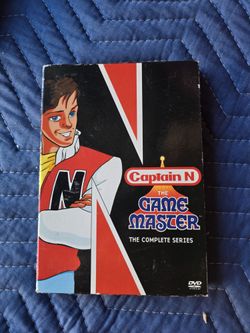 N
Captain N
THE
GAME
MASTER
THE COMPLETE SERIES
DVD